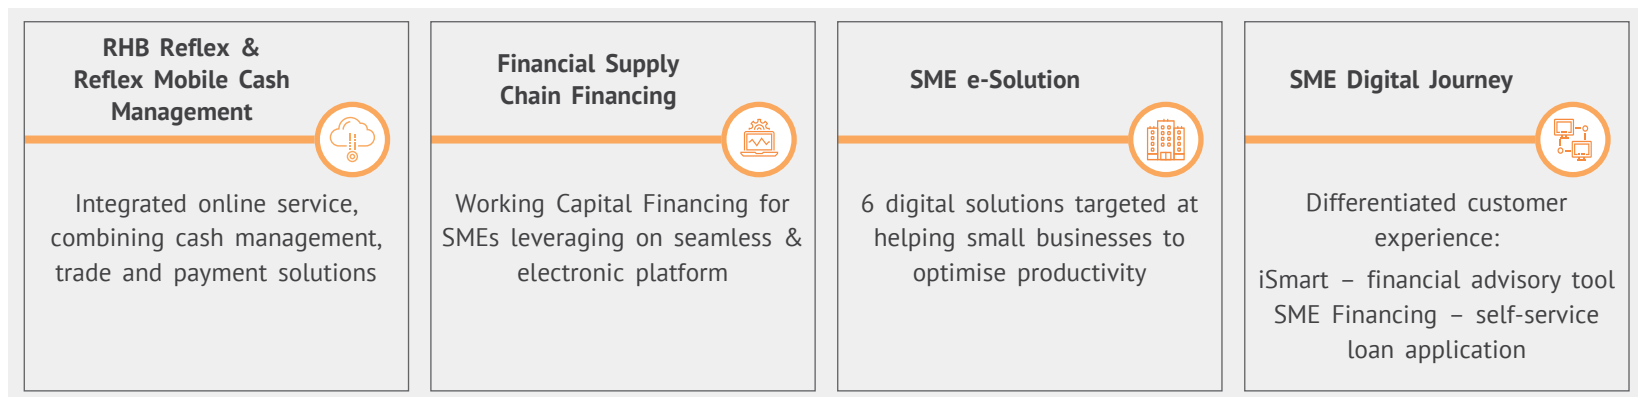 RHB Reflex &
Reflex Mobile Cash
Management
Integrated online service,
combining cash management,
trade and payment solutions
Financial Supply
Chain Financing
Working Capital Financing for
SMEs leveraging on seamless &
electronic platform
SME e-Solution
6 digital solutions targeted at
helping small businesses to
optimise productivity
SME Digital Journey
Differentiated customer
experience:
iSmart – financial advisory tool
SME Financing – self-service
loan application